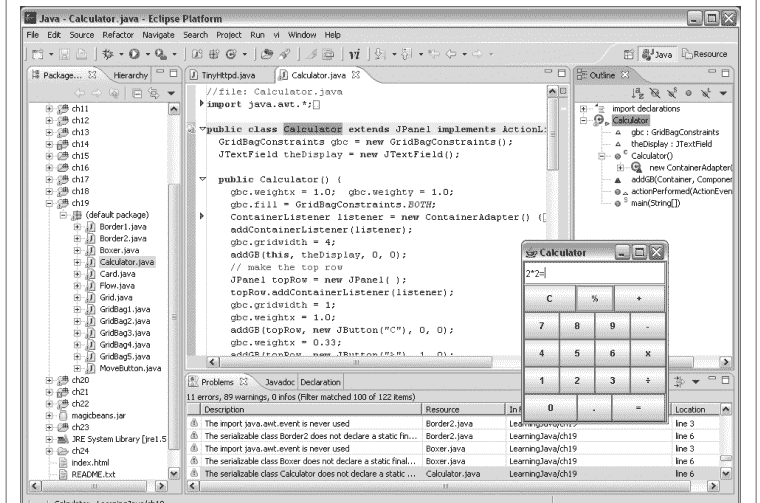 Java - Calculator.java - Eclipse Platform
File Edit Source Refactor Navigate Search Project Run vi Window Help
Java Resource
Package... Hierarchy
ch11
ch12
ch13
ch14
ch15
ch16
ch17
ch18
ch19
(default package)
Border1.java
Border2.java
Boxer.java
Calculator.java
Card.java
Flow.java
Grid.java
GridBag1.java
GridBag2.java
GridBag3.java
GridBag4.java
GridBag5.java
MoveButton.java
ch20
ch21
ch22
magicbeans.jar
ch23
JRE System Library [jre1.5
ch24
index.html
README.txt
TinyHttpd.java Calculator.java
//file: Calculator.java
import java.awt.*;
public class Calculator extends JPanel implements ActionL
GridBagConstraints gbc = new GridBagConstraints();
JTextField theDisplay = new JTextField();
public Calculator() {
gbc.weightx = 1.0; gbc.weighty = 1.0;
gbc.fill = GridBagConstraints.BOTH;
ContainerListener listener = new ContainerAdapter() {
addContainerListener(listener);
gbc.gridwidth = 4;
addGB(this, theDisplay, 0, 0);
// make the top row
JPanel topRow = new JPanel( );
topRow.addContainerListener(listener);
gbc.gridwidth = 1;
gbc.weightx = 1.0;
addGB(topRow, new JButton("C"), 0, 0);
gbc.weightx = 0.33;
addGB(topRow, new JButton("%"), 1, 0);
Outline
import declarations
Calculator
gbc : GridBagConstraints
theDisplay : JTextField
Calculator()
new ContainerAdapter(
addGB(Container, Componer
actionPerformed(ActionEven
main(String[])
Calculator
2*2=
C % +
7 8 9 -
4 5 6 x
1 2 3 ÷
0 . =
Problems Javadoc Declaration
11 errors, 89 warnings, 0 infos (Filter matched 100 of 122 items)
Description Resource In F Location
The import java.awt.event is never used Border2.java LearningJava/ch19 line 3
The serializable class Border2 does not declare a static fin... Border2.java LearningJava/ch19 line 6
The import java.awt.event is never used Boxer.java LearningJava/ch19 line 3
The serializable class Boxer does not declare a static final... Boxer.java LearningJava/ch19 line 6
The serializable class Calculator does not declare a static ... Calculator.java LearningJava/ch19 line 6